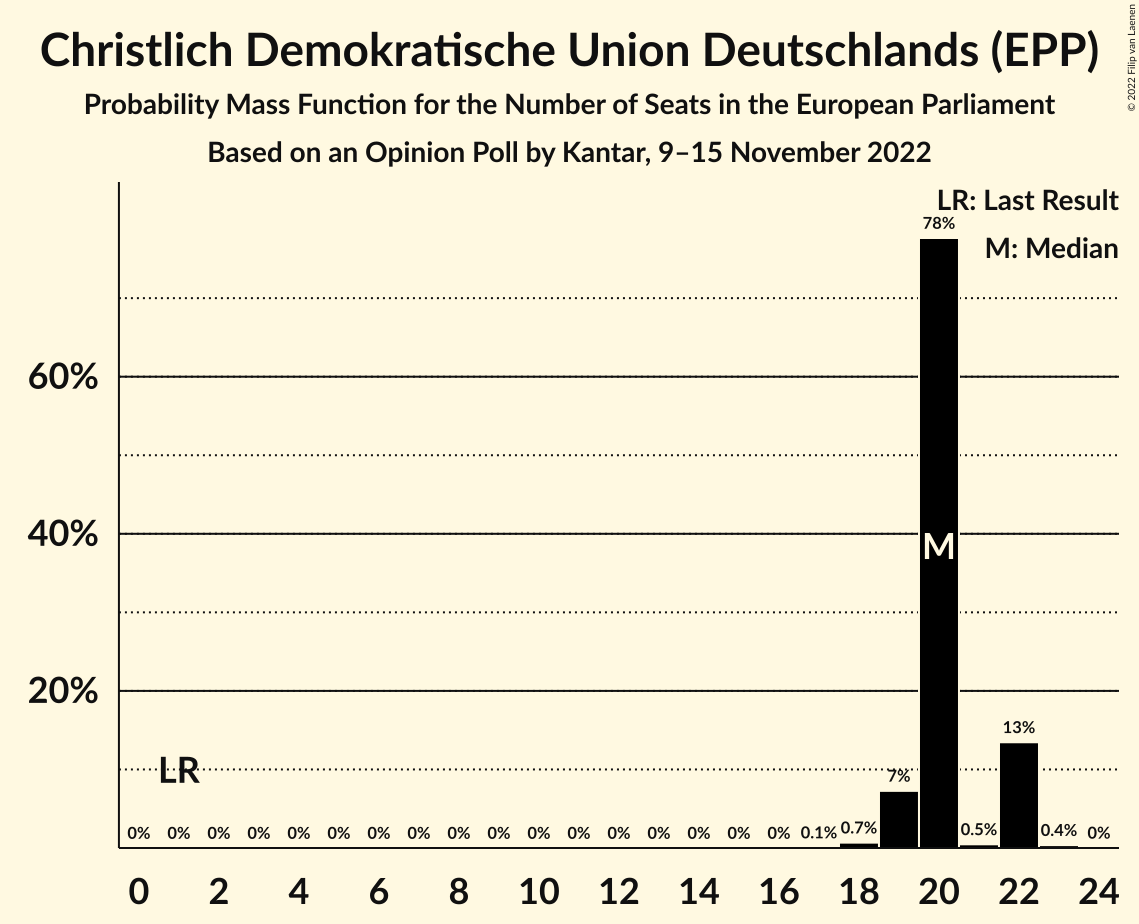 Christlich Demokratische Union Deutschlands (EPP)
Probability Mass Function for the Number of Seats in the European Parliament
Based on an Opinion Poll by Kantar, 9–15 November 2022
© 2022 Filip van Laenen
LR: Last Result
M: Median
78%
60%
40%
M
20%
13%
LR
7%
0% 0% 0% 0% 0% 0% 0% 0% 0% 0% 0% 0% 0% 0% 0% 0% 0% 0.1% 0.7% 0.5% 0.4% 0%
0 2 4 6 8 10 12 14 16 18 20 22 24